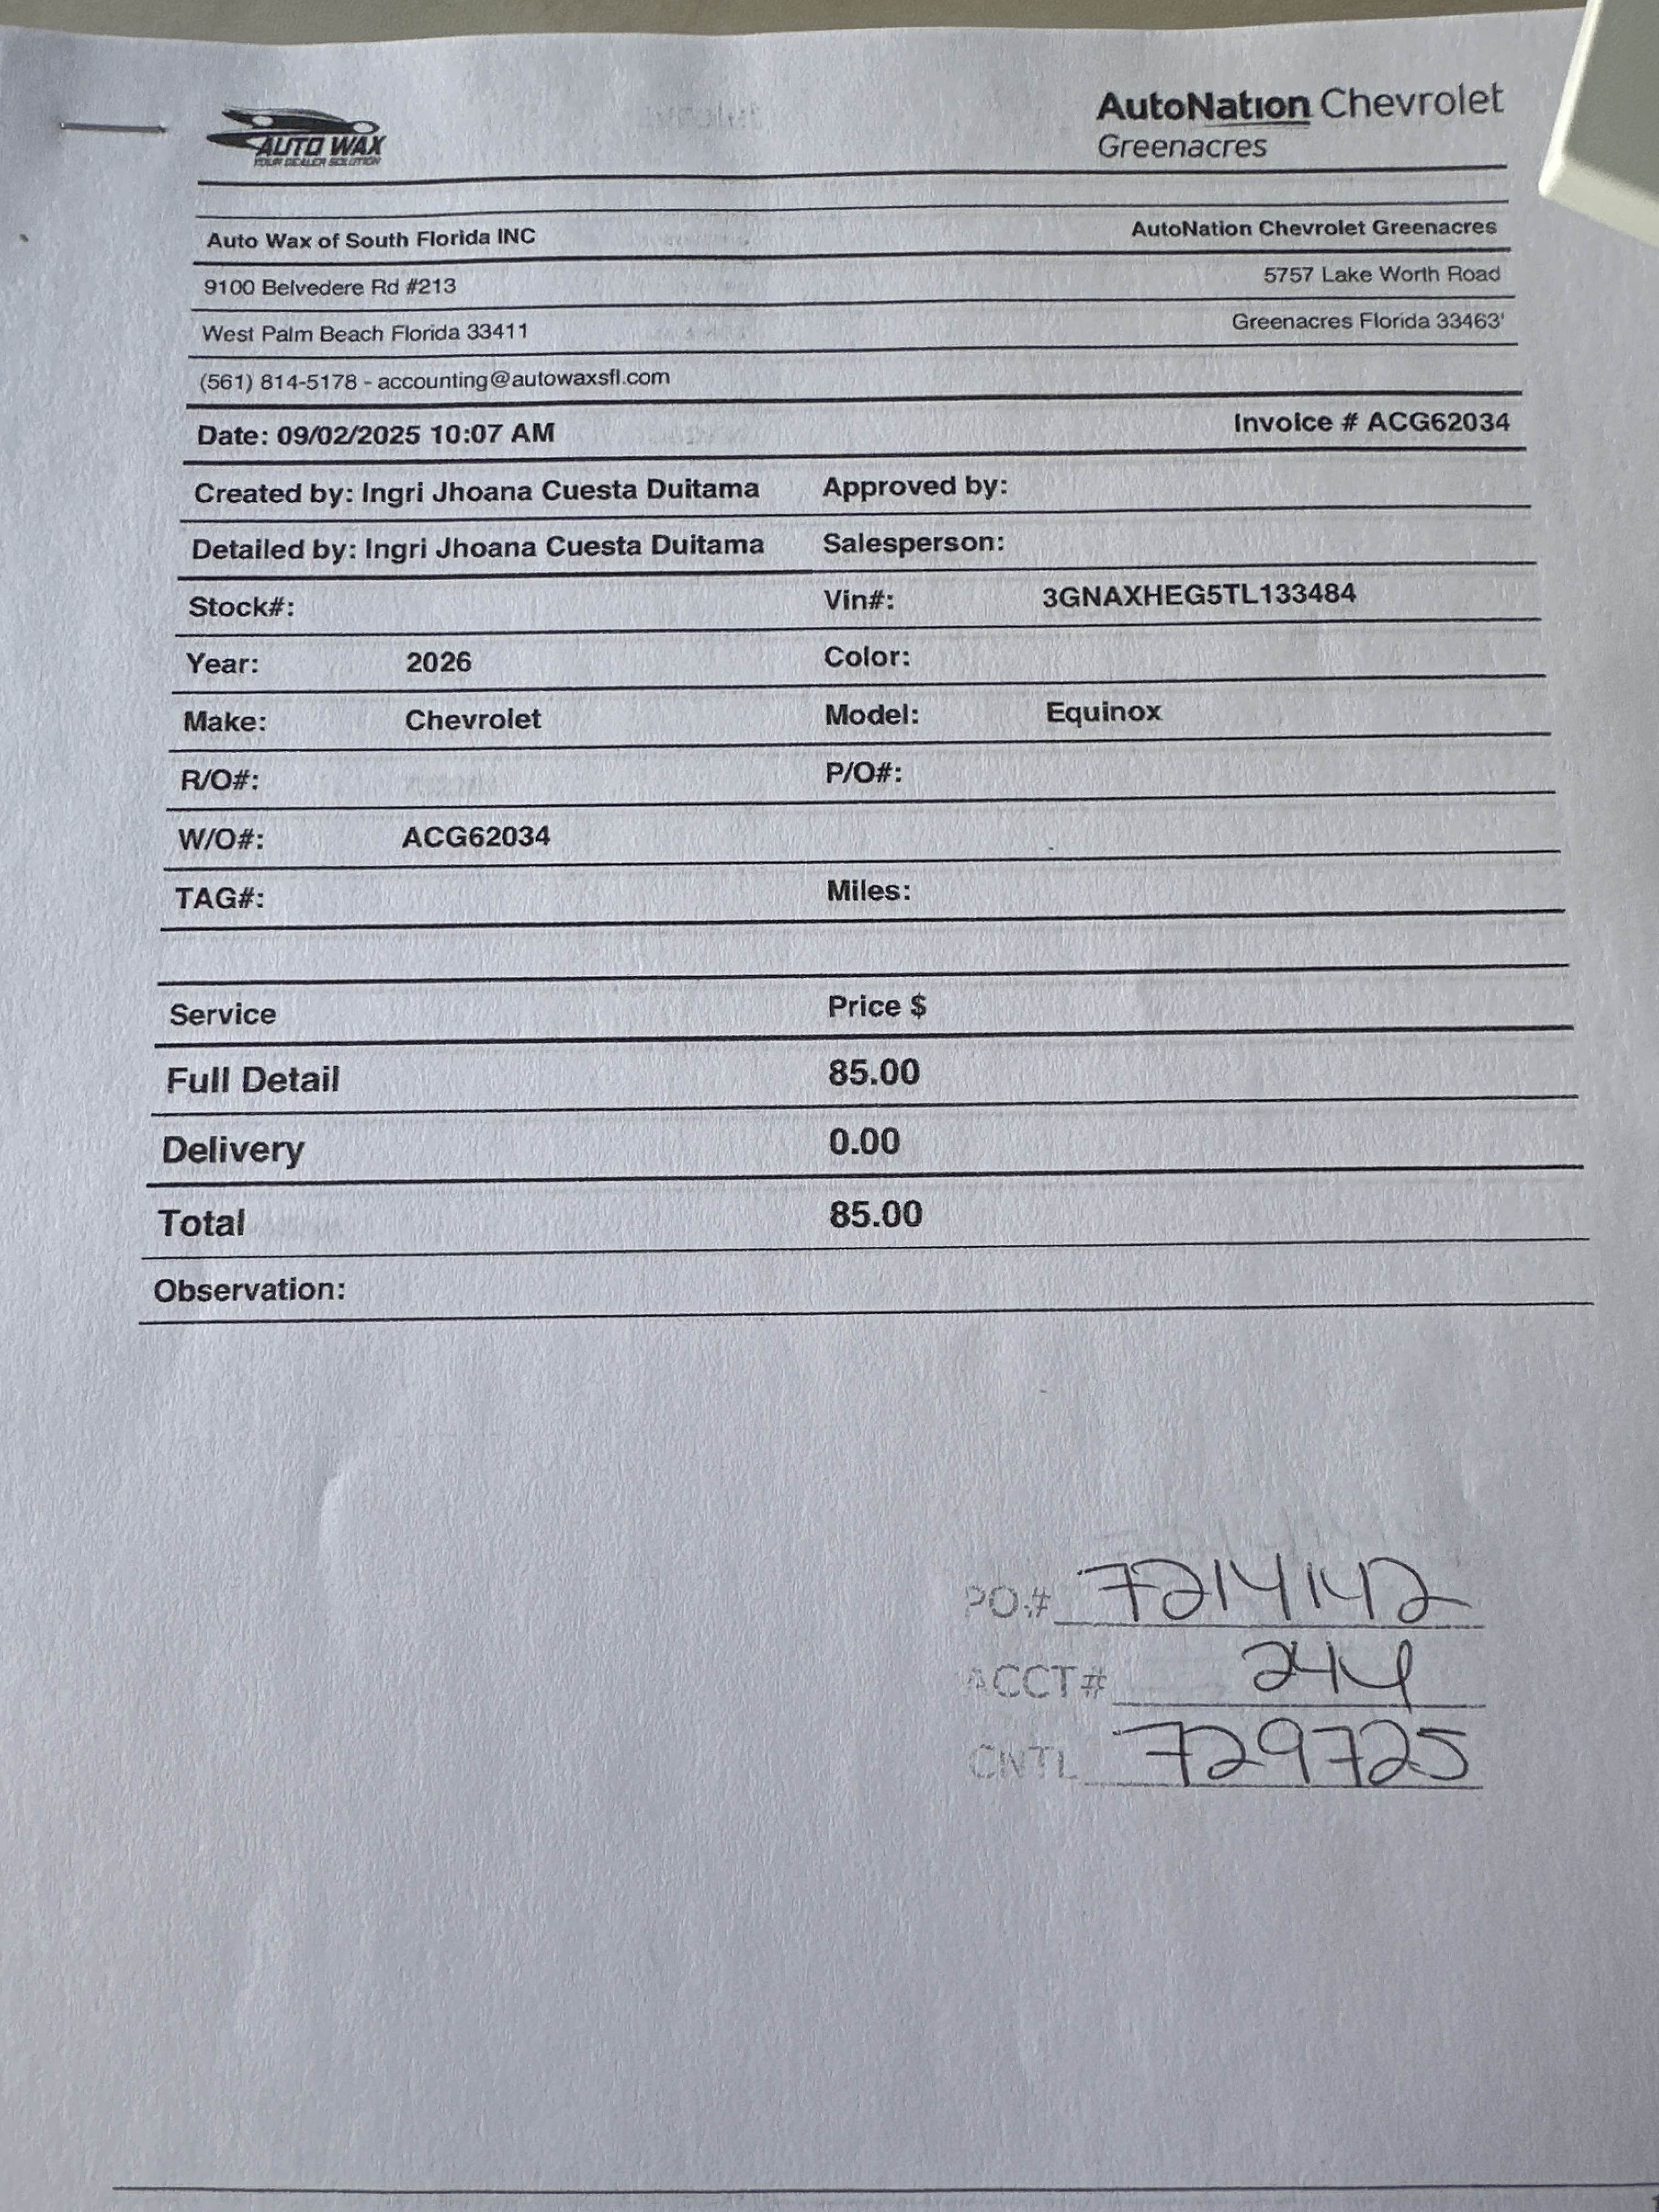 AUTO WAX
YOUR DEALER SOLUTION
AutoNation Chevrolet
Greenacres
Auto Wax of South Florida INC AutoNation Chevrolet Greenacres
9100 Belvedere Rd #213 5757 Lake Worth Road
West Palm Beach Florida 33411 Greenacres Florida 33463'
(561) 814-5178 - accounting@autowaxsfl.com
Date: 09/02/2025 10:07 AM Invoice # ACG62034
Created by: Ingri Jhoana Cuesta Duitama Approved by:
Detailed by: Ingri Jhoana Cuesta Duitama Salesperson:
Stock#: Vin#: 3GNAXHEG5TL133484
Year: 2026 Color:
Make: Chevrolet Model: Equinox
R/O#: P/O#:
W/O#: ACG62034
TAG#: Miles:
Service Price $
Full Detail 85.00
Delivery 0.00
Total 85.00
Observation:
PO.# 7214142
ACCT# 244
CNTL 729725